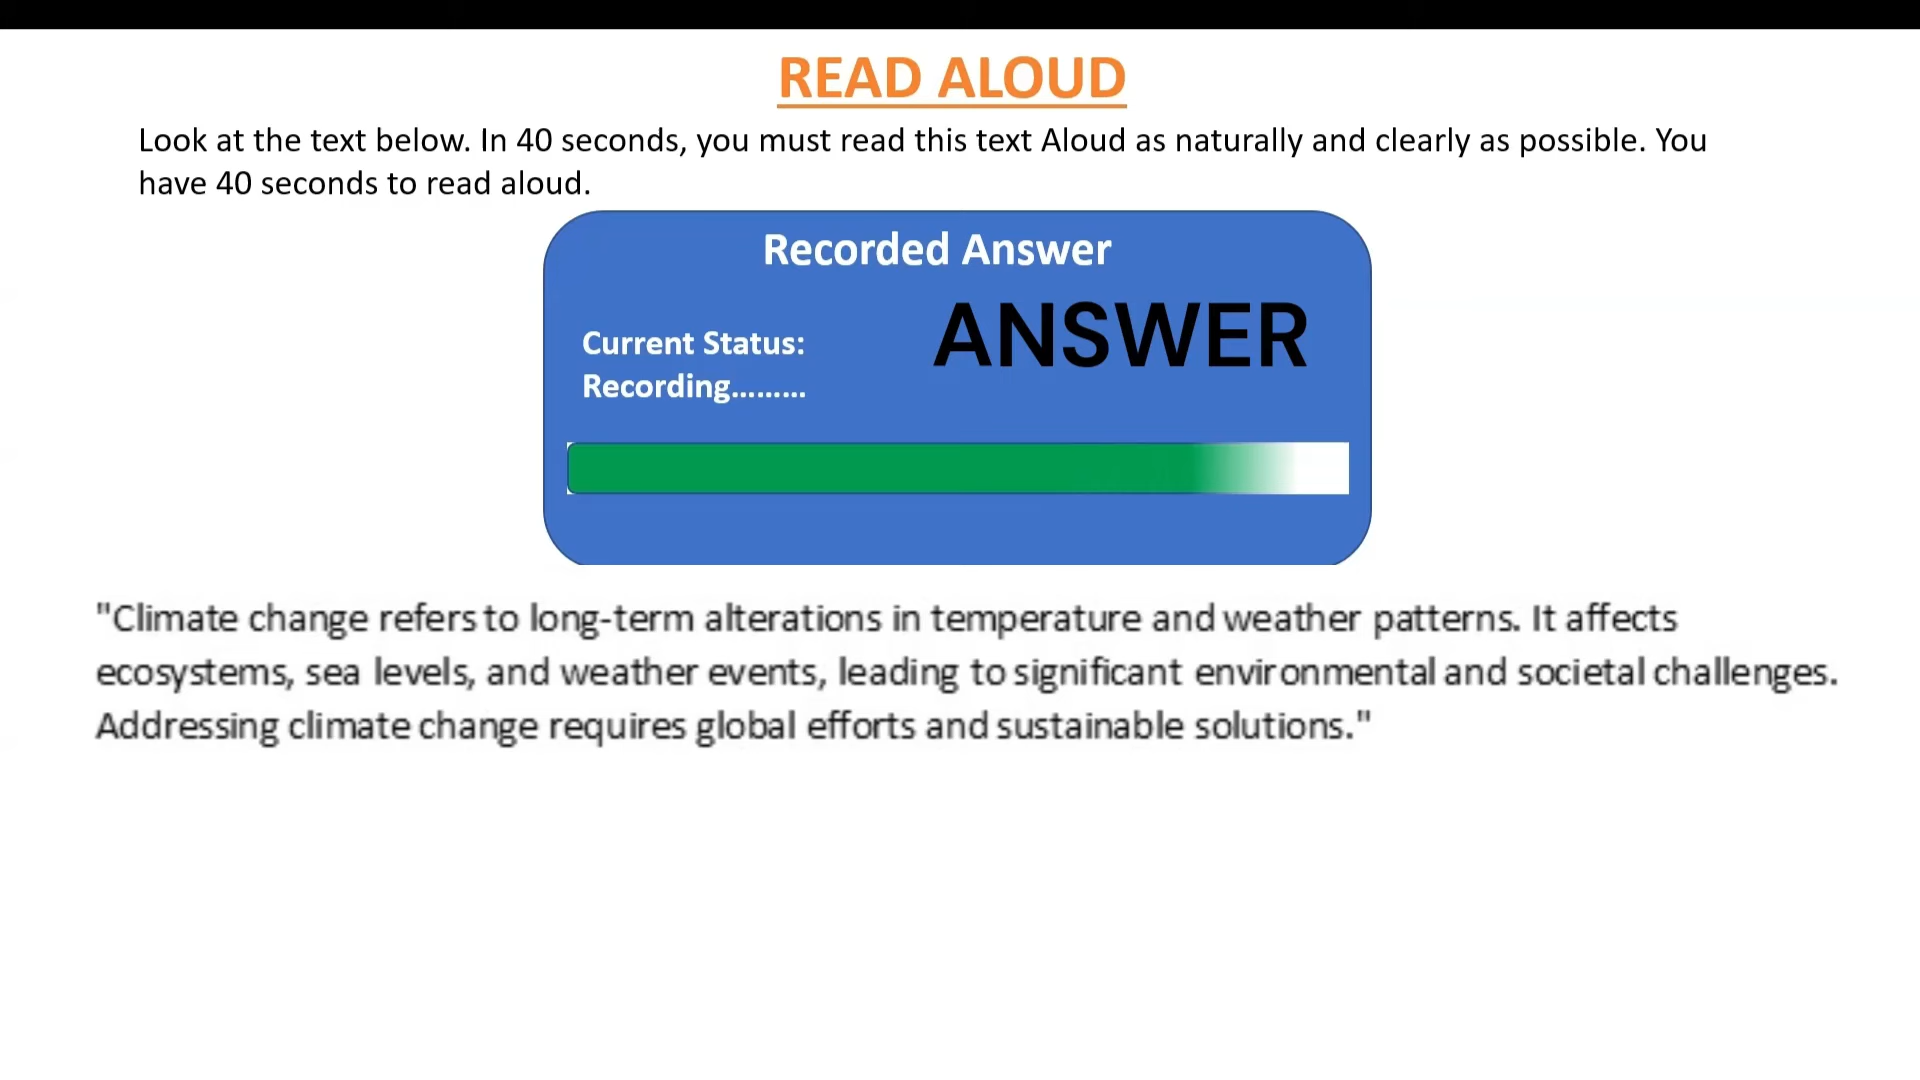 READ ALOUD
Look at the text below. In 40 seconds, you must read this text Aloud as naturally and clearly as possible. You
have 40 seconds to read aloud.
Recorded Answer
ANSWER
Current Status:
Recording.........
"Climate change refers to long-term alterations in temperature and weather patterns. It affects
ecosystems, sea levels, and weather events, leading to significant environmental and societal challenges.
Addressing climate change requires global efforts and sustainable solutions."